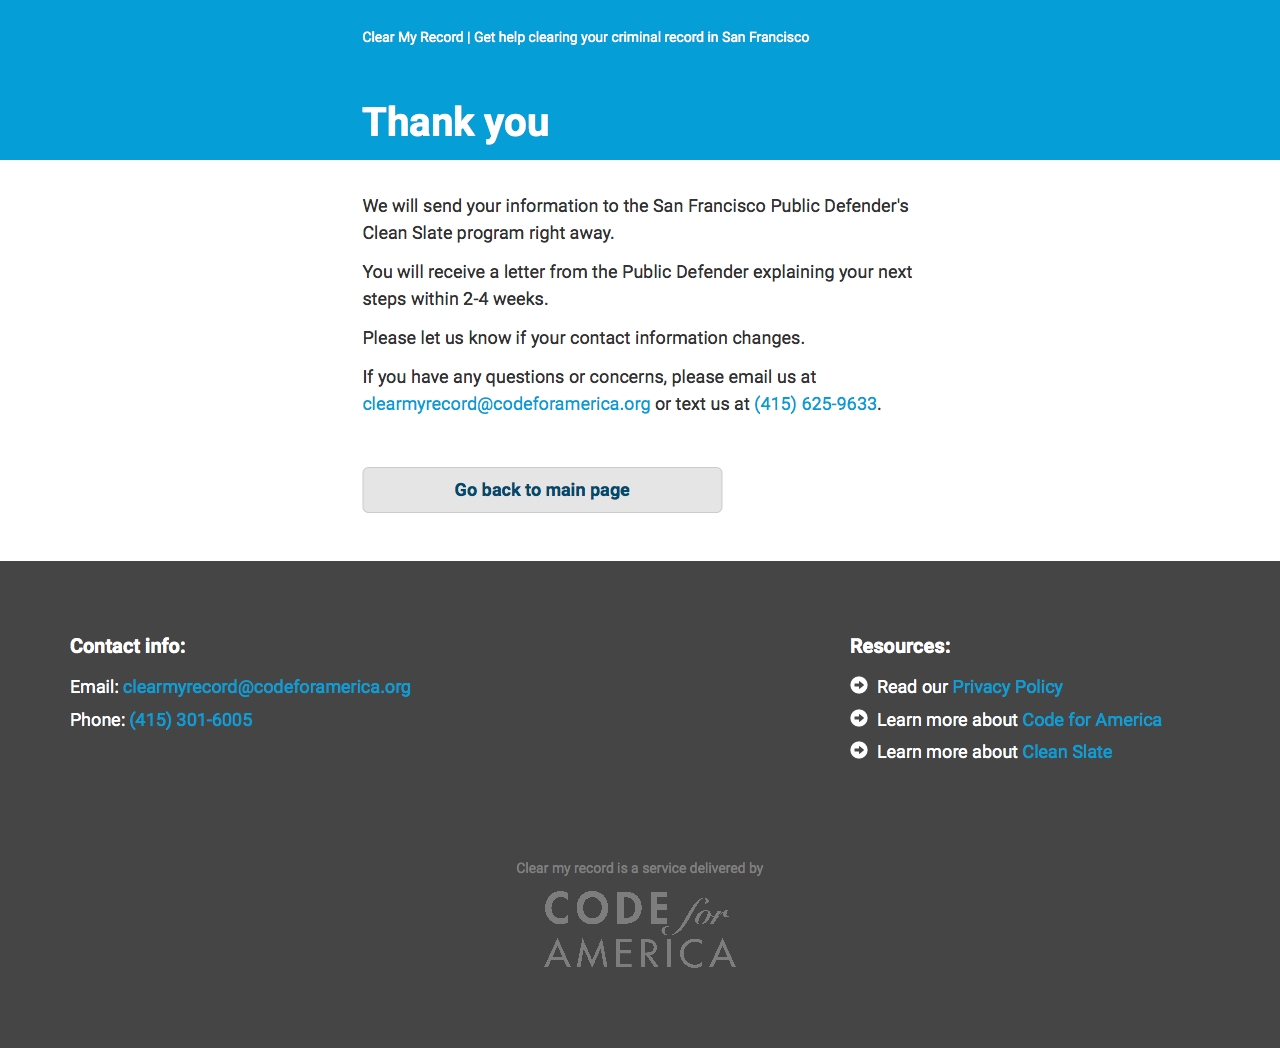 Clear My Record | Get help clearing your criminal record in San Francisco
Thank you
We will send your information to the San Francisco Public Defender's
Clean Slate program right away.
You will receive a letter from the Public Defender explaining your next
steps within 2-4 weeks.
Please let us know if your contact information changes.
If you have any questions or concerns, please email us at
clearmyrecord@codeforamerica.org or text us at (415) 625-9633.
Go back to main page
Contact info:
Email: clearmyrecord@codeforamerica.org
Phone: (415) 301-6005
Resources:
Read our Privacy Policy
Learn more about Code for America
Learn more about Clean Slate
Clear my record is a service delivered by
CODE for
AMERICA